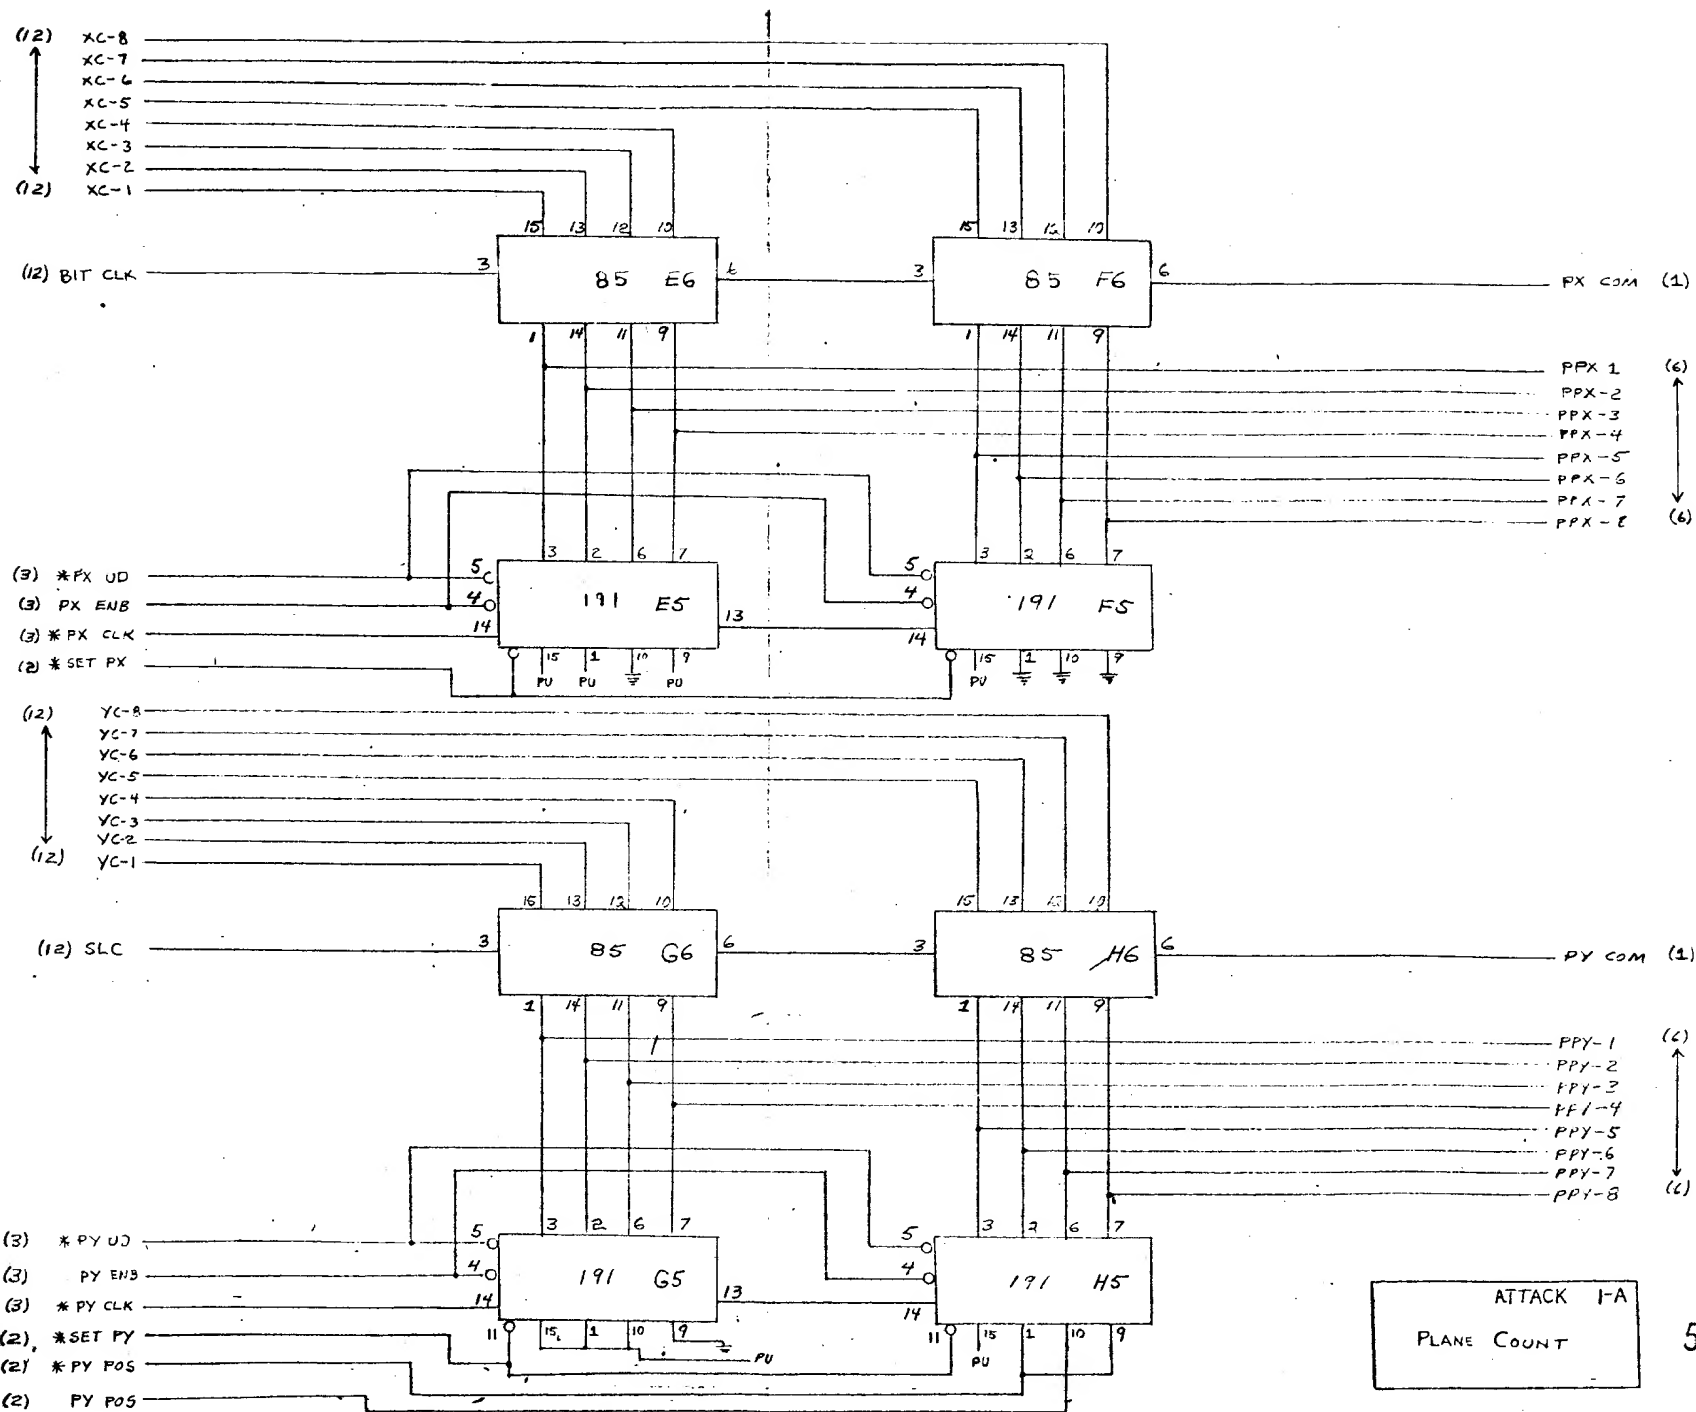 (12) XC-8
XC-7
XC-6
XC-5
XC-4
XC-3
XC-2
(12) XC-1
15 13 12 10
15 13 12 10
(12) BIT CLK
3 85 E6
3 85 F6 6
PX COM (1)
1 14 11 9
1 14 11 9
PPX 1 (6)
PPX-2
PPX-3
PPX-4
PPX-5
PPX-6
PPX-7
(6)
3 2 6 7
3 2 6 7
(3) *PX UD 5
5
(3) PX ENB 4
4
191 E5 13
191 F5
(3) *PX CLK 14
14
(2) *SET PX
15 1 10 9
15 1 10 9
PU PU PU
PU
(12) YC-8
YC-7
YC-6
YC-5
YC-4
YC-3
YC-2
(12) YC-1
15 13 12 10
15 13 12 10
(12) SLC
3 85 G6 6
3 85 H6 6
PY COM (1)
1 14 11 9
1 14 11 9
PPY-1 (6)
PPY-2
PPY-3
PPY-5
PPY-6
PPY-7
PPY-8 (6)
3 2 6 7
3 2 6 7
(3) *PY UD 5
5
(3) PY ENB 4
4
191 G5 13
191 H5
(3) *PY CLK 14
14
(2) *SET PY
11 15 1 10 9
11 15 1 10 9
PU
PU
(2) *PY POS
(2) PY POS
ATTACK 1-A
PLANE COUNT
5